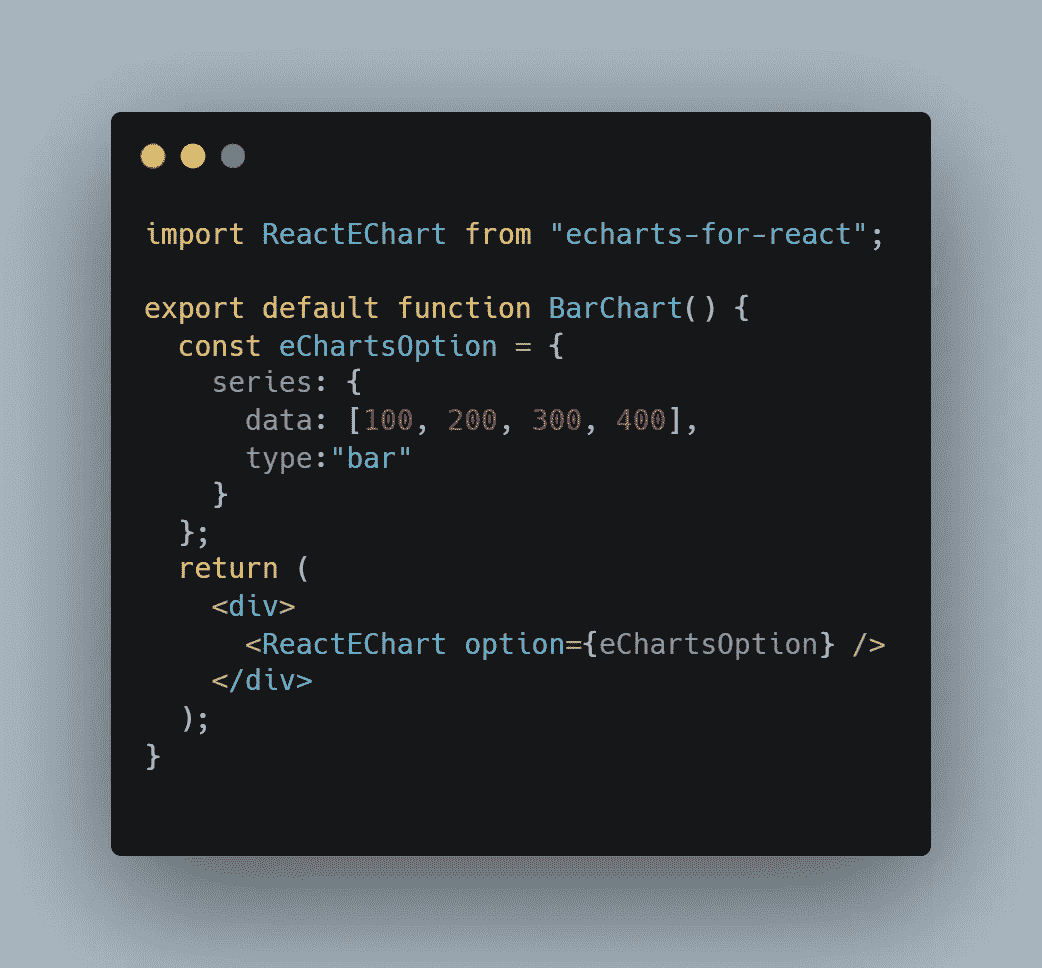 import ReactEChart from "echarts-for-react";

export default function BarChart() {
  const eChartsOption = {
    series: {
      data: [100, 200, 300, 400],
      type:"bar"
    }
  };
  return (
    <div>
      <ReactEChart option={eChartsOption} />
    </div>
  );
}